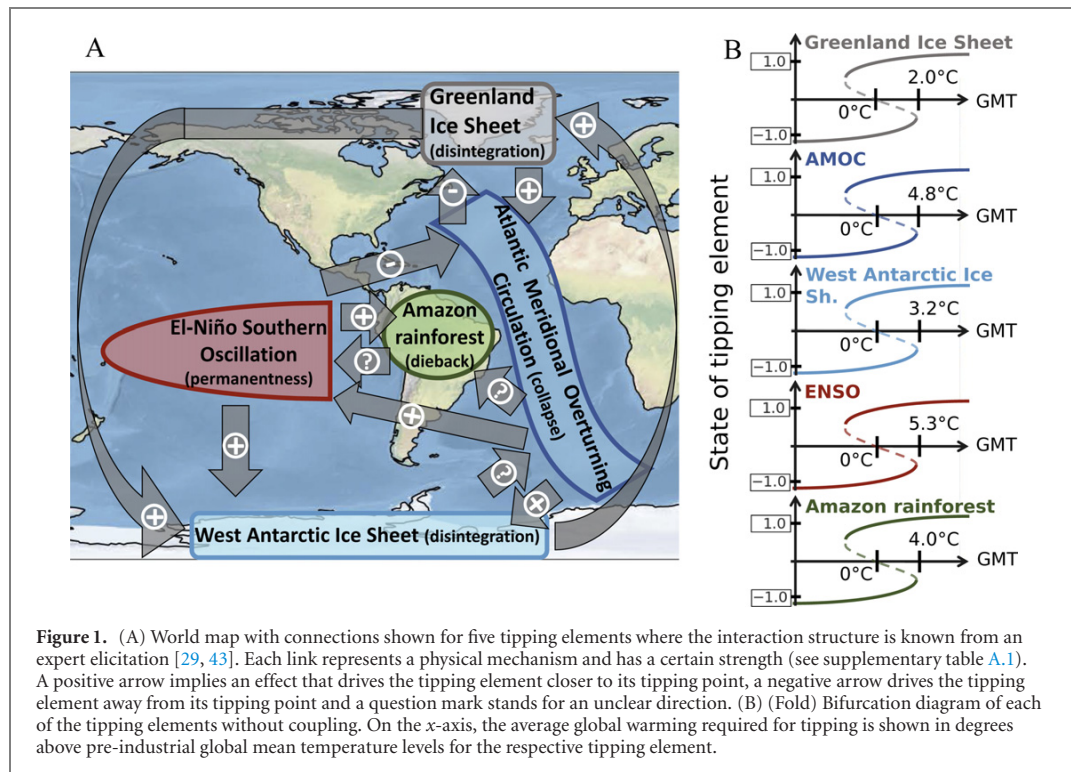 A
Greenland
Ice Sheet
(disintegration)
+
+
-
-
Atlantic Meridional Overturning
Circulation (collapse)
El-Niño Southern
Oscillation
(permanentness)
+
Amazon
rainforest
(dieback)
?
?
+
+
+
?
West Antarctic Ice Sheet (disintegration)
B
State of tipping element
Greenland Ice Sheet
1.0
2.0°C
0°C
GMT
−1.0
AMOC
1.0
4.8°C
0°C
GMT
−1.0
West Antarctic Ice
Sh.
1.0
3.2°C
0°C
GMT
−1.0
ENSO
1.0
5.3°C
0°C
GMT
−1.0
Amazon rainforest
1.0
4.0°C
0°C
GMT
−1.0
Figure 1. (A) World map with connections shown for five tipping elements where the interaction structure is known from an
expert elicitation [29, 43]. Each link represents a physical mechanism and has a certain strength (see supplementary table A.1).
A positive arrow implies an effect that drives the tipping element closer to its tipping point, a negative arrow drives the tipping
element away from its tipping point and a question mark stands for an unclear direction. (B) (Fold) Bifurcation diagram of each
of the tipping elements without coupling. On the x-axis, the average global warming required for tipping is shown in degrees
above pre-industrial global mean temperature levels for the respective tipping element.